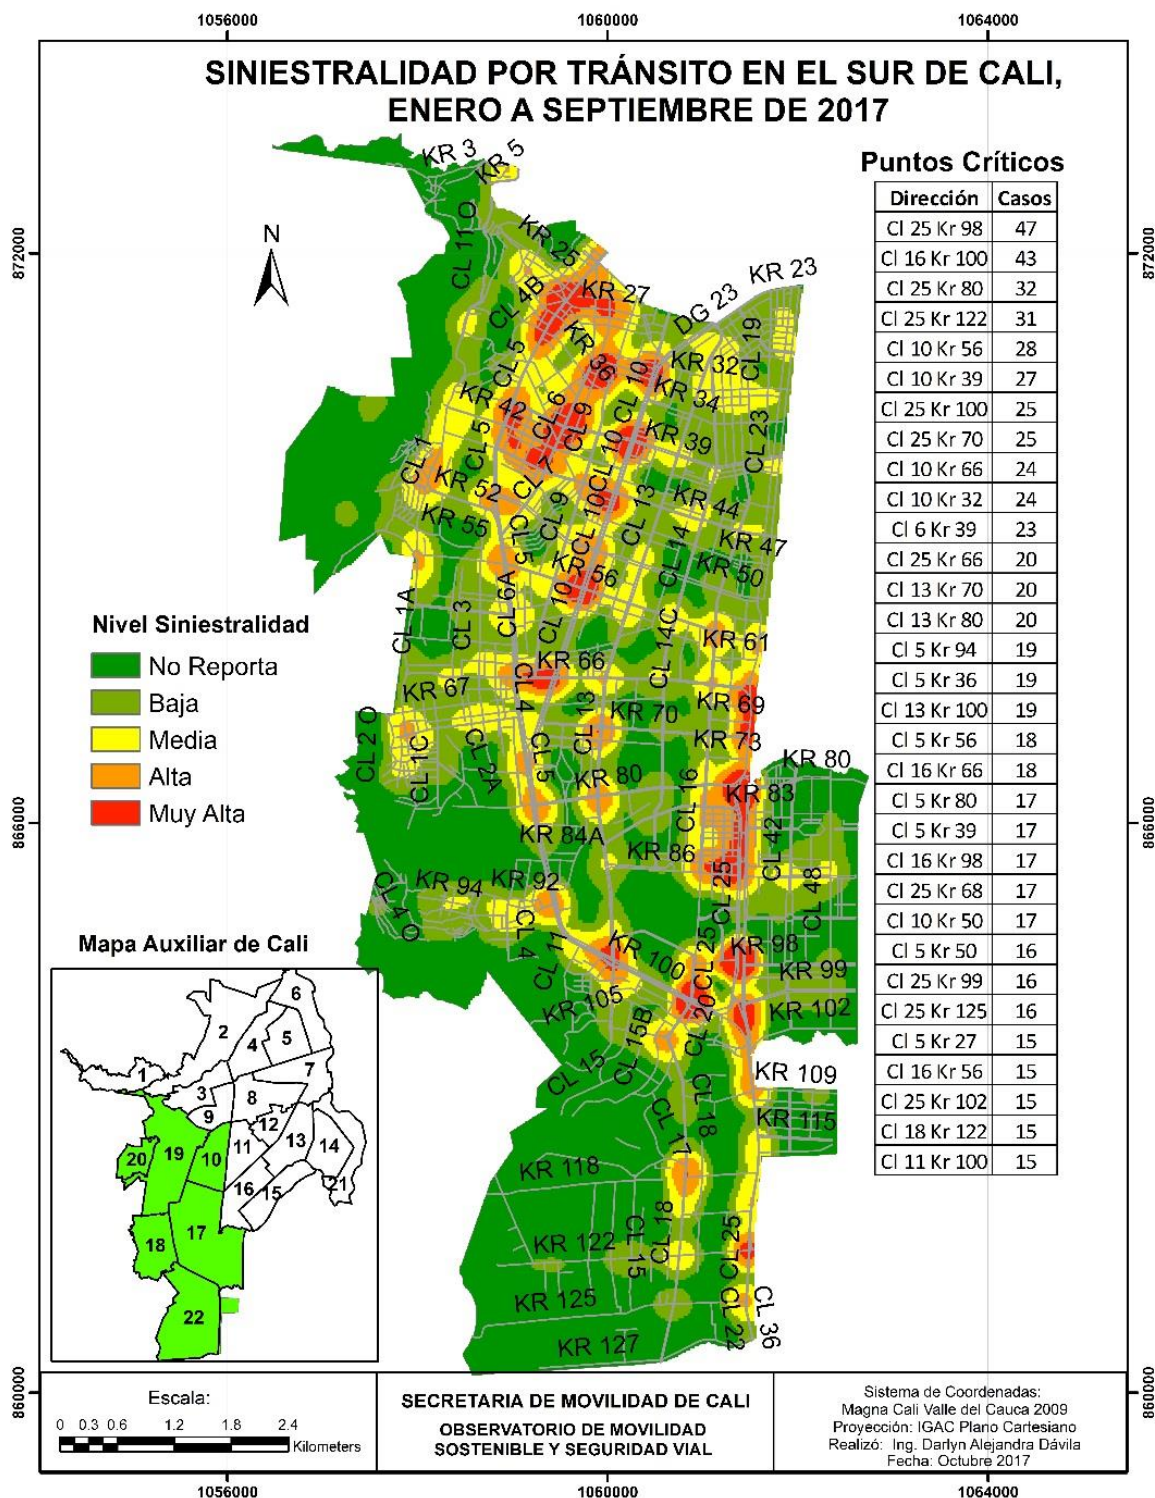 1056000
1060000
1064000
SINIESTRALIDAD POR TRÁNSITO EN EL SUR DE CALI,
ENERO A SEPTIEMBRE DE 2017
Puntos Críticos
Dirección Casos
Cl 25 Kr 98 47
Cl 16 Kr 100 43
Cl 25 Kr 80 32
Cl 25 Kr 122 31
Cl 10 Kr 56 28
Cl 10 Kr 39 27
Cl 25 Kr 100 25
Cl 25 Kr 70 25
Cl 10 Kr 66 24
Cl 10 Kr 32 24
Cl 6 Kr 39 23
Cl 25 Kr 66 20
Cl 13 Kr 70 20
Cl 13 Kr 80 20
Cl 5 Kr 94 19
Cl 5 Kr 36 19
Cl 13 Kr 100 19
Cl 5 Kr 56 18
Cl 16 Kr 66 18
Cl 5 Kr 80 17
Cl 5 Kr 39 17
Cl 16 Kr 98 17
Cl 25 Kr 68 17
Cl 10 Kr 50 17
Cl 5 Kr 50 16
Cl 25 Kr 99 16
Cl 25 Kr 125 16
Cl 5 Kr 27 15
Cl 16 Kr 56 15
Cl 25 Kr 102 15
Cl 18 Kr 122 15
Cl 11 Kr 100 15
872000
866000
860000
872000
866000
860000
N
KR 3
KR 5
CL 11 O
KR 25
KR 23
CL 4B
KR 27
DG 23
CL 19
CL 5
KR 36
CL 10
KR 32
KR 34
KR 42
CL 6
CL 9
CL 5
CL 10
KR 39
CL 23
CL 1
CL 7
KR 52
CL 9
CL 10
CL 13
KR 44
KR 55
CL 5
KR 47
CL 14
KR 56
KR 50
CL 1A
CL 3
CL 6A
CL 10
CL 14C
KR 61
KR 66
KR 67
CL 4
KR 69
CL 13
KR 70
CL 2 O
CL 1C
CL 2A
CL 5
KR 73
KR 80
KR 80
CL 16
KR 83
KR 84A
CL 42
KR 86
CL 25
CL 48
KR 94
KR 92
CL 4 O
CL 4
CL 11
KR 100
CL 25
KR 98
KR 99
KR 105
CL 20
KR 102
CL 15B
CL 15
KR 109
CL 18
CL 17
KR 115
KR 118
CL 18
KR 122
CL 15
CL 25
KR 125
CL 22
CL 36
KR 127
Nivel Siniestralidad
No Reporta
Baja
Media
Alta
Muy Alta
Mapa Auxiliar de Cali
1
2
3
4
5
6
7
8
9
10
11
12
13
14
15
16
17
18
19
20
21
22
Escala:
0 0.3 0.6 1.2 1.8 2.4
Kilometers
SECRETARIA DE MOVILIDAD DE CALI
OBSERVATORIO DE MOVILIDAD
SOSTENIBLE Y SEGURIDAD VIAL
Sistema de Coordenadas:
Magna Cali Valle del Cauca 2009
Proyección: IGAC Plano Cartesiano
Realizó: Ing. Darlyn Alejandra Dávila
Fecha: Octubre 2017
1056000
1060000
1064000